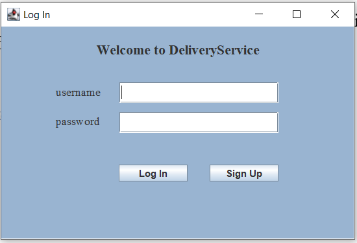 Log In
Welcome to DeliveryService
username
password
Log In
Sign Up